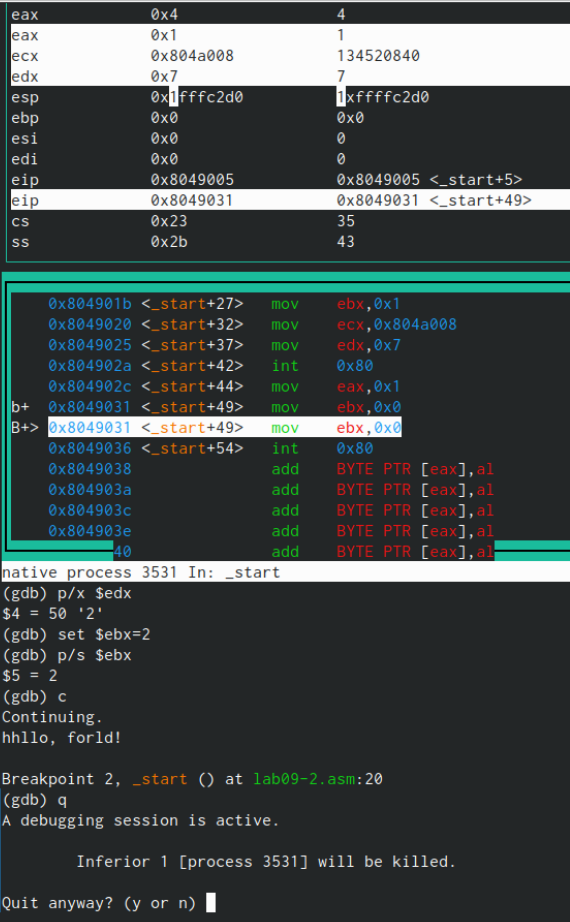 eax 0x4 4
eax 0x1 1
ecx 0x804a008 134520840
edx 0x7 7
esp 0x1fffc2d0 1xffffc2d0
ebp 0x0 0x0
esi 0x0 0
edi 0x0 0
eip 0x8049005 0x8049005 <_start+5>
eip 0x8049031 0x8049031 <_start+49>
cs 0x23 35
ss 0x2b 43
0x804901b <_start+27> mov ebx,0x1
0x8049020 <_start+32> mov ecx,0x804a008
0x8049025 <_start+37> mov edx,0x7
0x804902a <_start+42> int 0x80
0x804902c <_start+44> mov eax,0x1
b+ 0x8049031 <_start+49> mov ebx,0x0
B+> 0x8049031 <_start+49> mov ebx,0x0
0x8049036 <_start+54> int 0x80
0x8049038 add BYTE PTR [eax],al
0x804903a add BYTE PTR [eax],al
0x804903c add BYTE PTR [eax],al
0x804903e add BYTE PTR [eax],al
40 add BYTE PTR [eax],al
native process 3531 In: _start
(gdb) p/x $edx
$4 = 50 '2'
(gdb) set $ebx=2
(gdb) p/s $ebx
$5 = 2
(gdb) c
Continuing.
hhllo, forld!
Breakpoint 2, _start () at lab09-2.asm:20
(gdb) q
A debugging session is active.
Inferior 1 [process 3531] will be killed.
Quit anyway? (y or n)